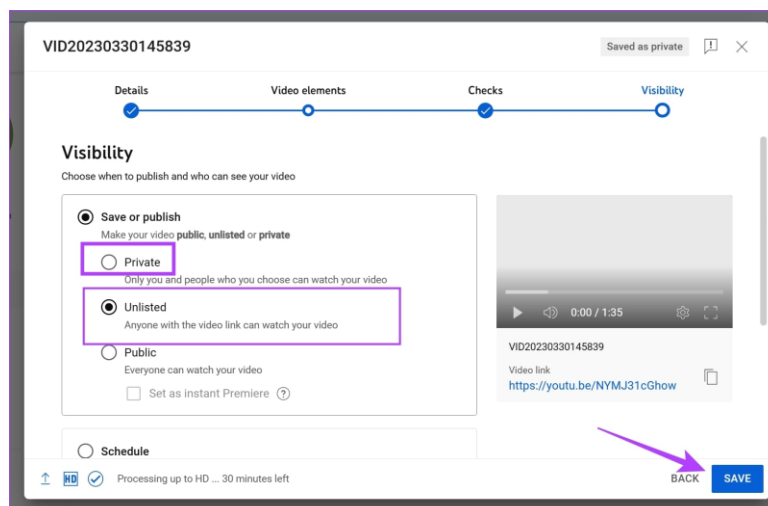 VID20230330145839
Saved as private
Details
Video elements
Checks
Visibility
Visibility
Choose when to publish and who can see your video
Save or publish
Make your video public, unlisted or private
Private
Only you and people who you choose can watch your video
Unlisted
Anyone with the video link can watch your video
Public
Everyone can watch your video
Set as instant Premiere ?
Schedule
0:00 / 1:35
VID20230330145839
Video link
https://youtu.be/NYMJ31cGhow
HD
Processing up to HD ... 30 minutes left
BACK
SAVE